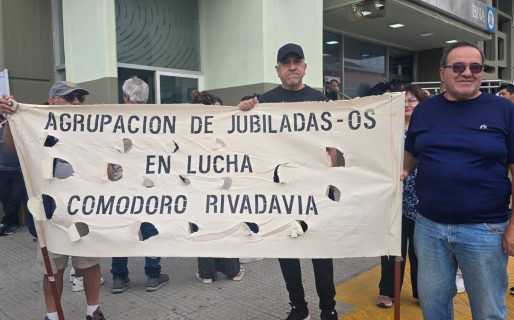 AGRUPACION DE JUBILADAS-OS
EN LUCHA
COMODORO RIVADAVIA